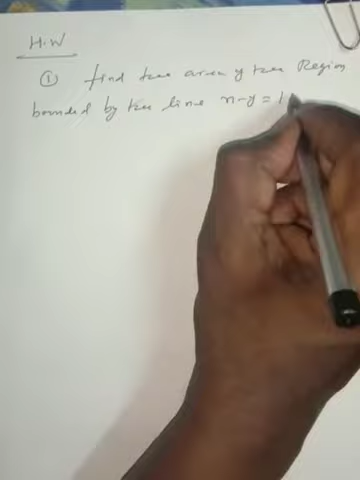 H.W
① find the area of the Region
bounded by the line x-y = 1